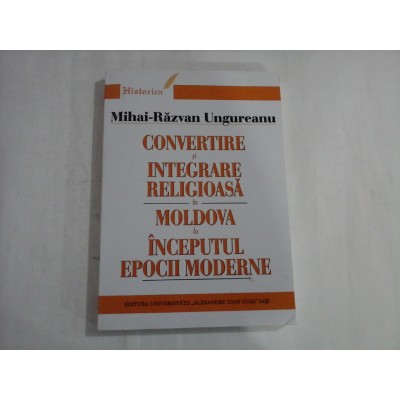 Historica
Mihai-Răzvan Ungureanu
CONVERTIRE
și
INTEGRARE
RELIGIOASĂ
în
MOLDOVA
la
ÎNCEPUTUL
EPOCII MODERNE
EDITURA UNIVERSITĂȚII „ALEXANDRU IOAN CUZA” IAȘI